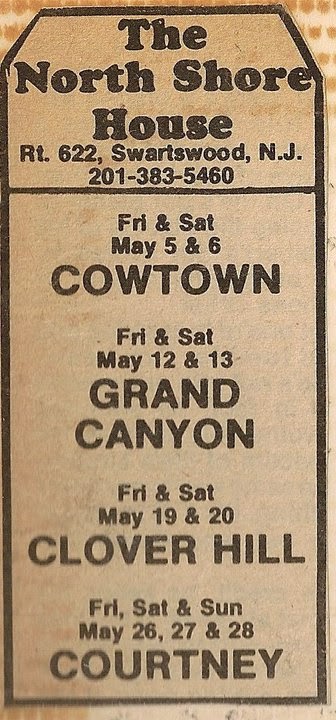 The
North Shore
House
Rt. 622, Swartswood, N.J.
201-383-5460
Fri & Sat
May 5 & 6
COWTOWN
Fri & Sat
May 12 & 13
GRAND
CANYON
Fri & Sat
May 19 & 20
CLOVER HILL
Fri, Sat & Sun
May 26, 27 & 28
COURTNEY